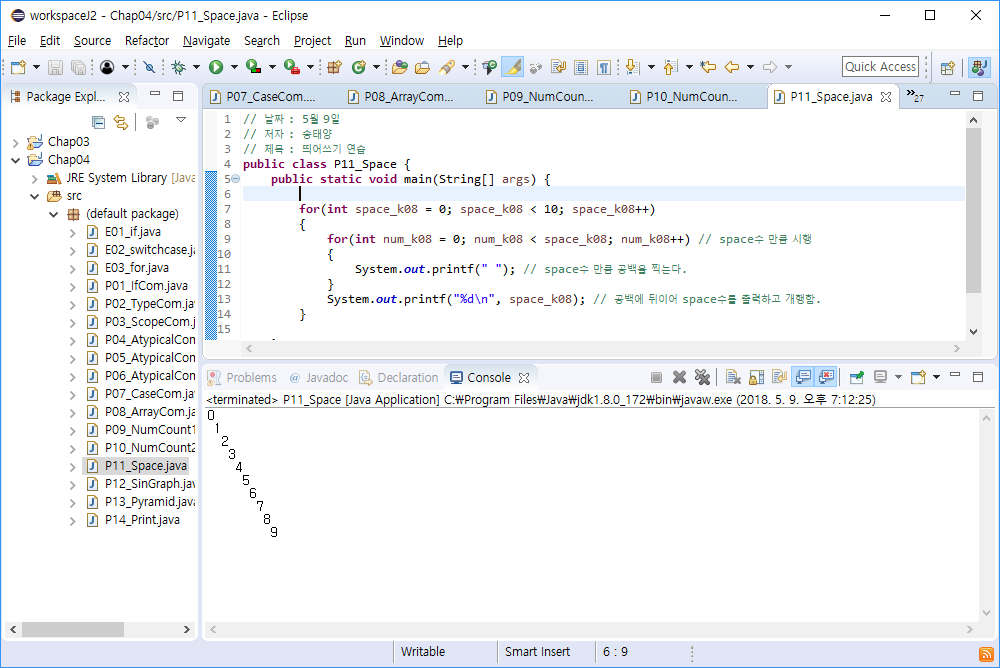 workspaceJ2 - Chap04/src/P11_Space.java - Eclipse
File Edit Source Refactor Navigate Search Project Run Window Help
Quick Access
Package Expl...
Chap03
Chap04
JRE System Library [Java
src
(default package)
E01_if.java
E02_switchcase.ja
E03_for.java
P01_IfCom.java
P02_TypeCom.jav
P03_ScopeCom.j
P04_AtypicalCon
P05_AtypicalCon
P06_AtypicalCon
P07_CaseCom.jav
P08_ArrayCom.ja
P09_NumCount1
P10_NumCount2
P11_Space.java
P12_SinGraph.jav
P13_Pyramid.java
P14_Print.java
P07_CaseCom.... P08_ArrayCom... P09_NumCoun... P10_NumCoun... P11_Space.java »27
1 // 날짜 : 5월 9일
2 // 저자 : 송태양
3 // 제목 : 띄어쓰기 연습
4 public class P11_Space {
5 public static void main(String[] args) {
6
7 for(int space_k08 = 0; space_k08 < 10; space_k08++)
8 {
9 for(int num_k08 = 0; num_k08 < space_k08; num_k08++) // space수 만큼 시행
10 {
11 System.out.printf(" "); // space수 만큼 공백을 찍는다.
12 }
13 System.out.printf("%d\n", space_k08); // 공백에 뒤이어 space수를 출력하고 개행함.
14 }
15
Problems @ Javadoc Declaration Console
<terminated> P11_Space [Java Application] C:₩Program Files₩Java₩jdk1.8.0_172₩bin₩javaw.exe (2018. 5. 9. 오후 7:12:25)
0
1
2
3
4
5
6
7
8
9
Writable Smart Insert 6 : 9